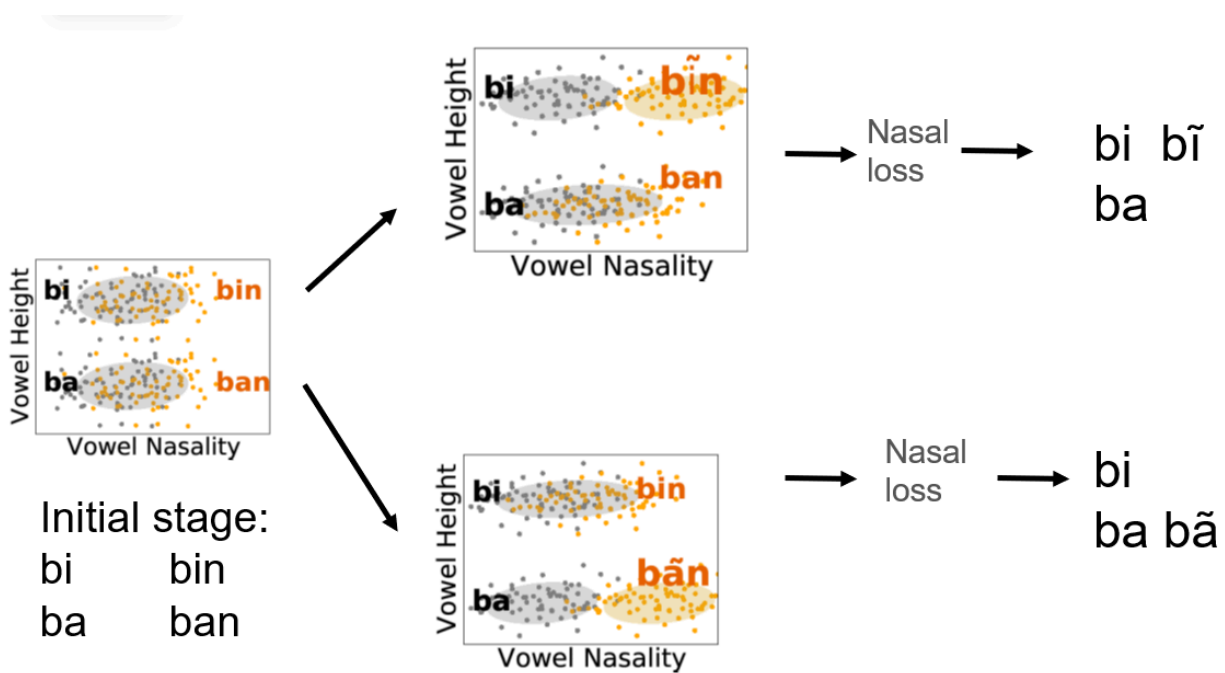 Vowel Height
bi bin
ba ban
Vowel Nasality
Initial stage:
bi bin
ba ban
Vowel Height
bi bĩn
ba ban
Vowel Nasality
Nasal
loss
bi bĩ
ba
Vowel Height
bi bin
ba bãn
Vowel Nasality
Nasal
loss
bi
ba bã